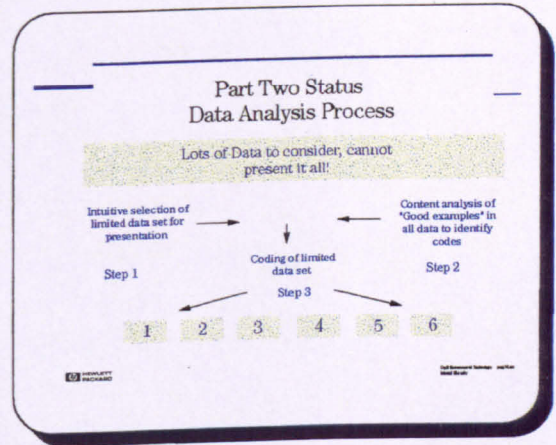 Part Two Status
Data Analysis Process
Lots of Data to consider, cannot
present it all!
Intuitive selection of
limited data set for
presentation
Step 1
Content analysis of
"Good examples" in
all data to identify
codes
Step 2
Coding of limited
data set
Step 3
1 2 3 4 5 6
hp HEWLETT
PACKARD